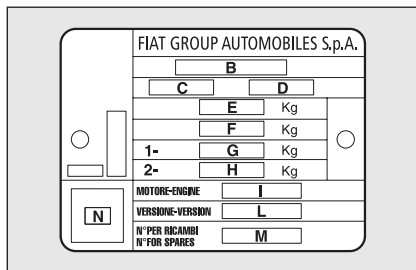 FIAT GROUP AUTOMOBILES S.p.A.
B
C D
E Kg
F Kg
1- G Kg
2- H Kg
MOTORE-ENGINE I
VERSIONE-VERSION L
N
N°PER RICAMBI
N°FOR SPARES
M